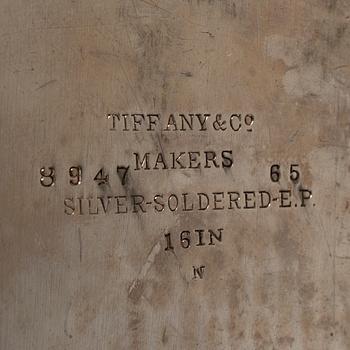 TIFFANY & Cº
MAKERS
8947 65
SILVER-SOLDERED-E.P.
16IN
N